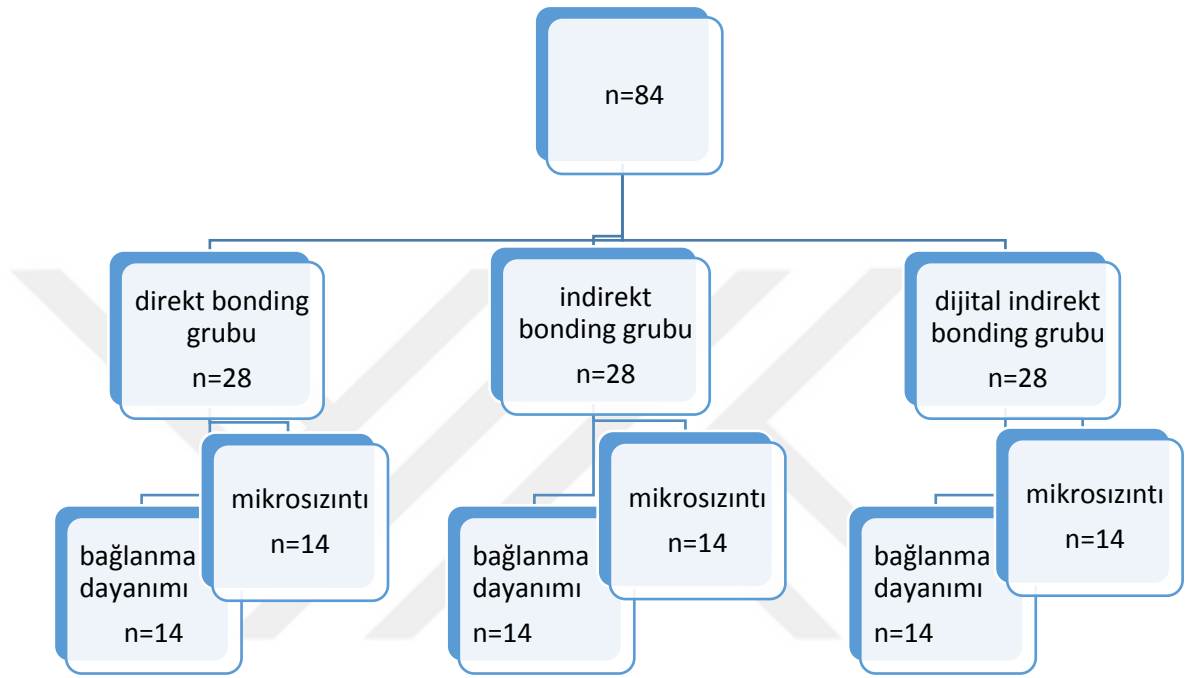 n=84
direkt bonding
grubu
n=28
indirekt
bonding grubu
n=28
dijital indirekt
bonding grubu
n=28
bağlanma
dayanımı
n=14
mikrosızıntı
n=14
bağlanma
dayanımı
n=14
mikrosızıntı
n=14
bağlanma
dayanımı
n=14
mikrosızıntı
n=14